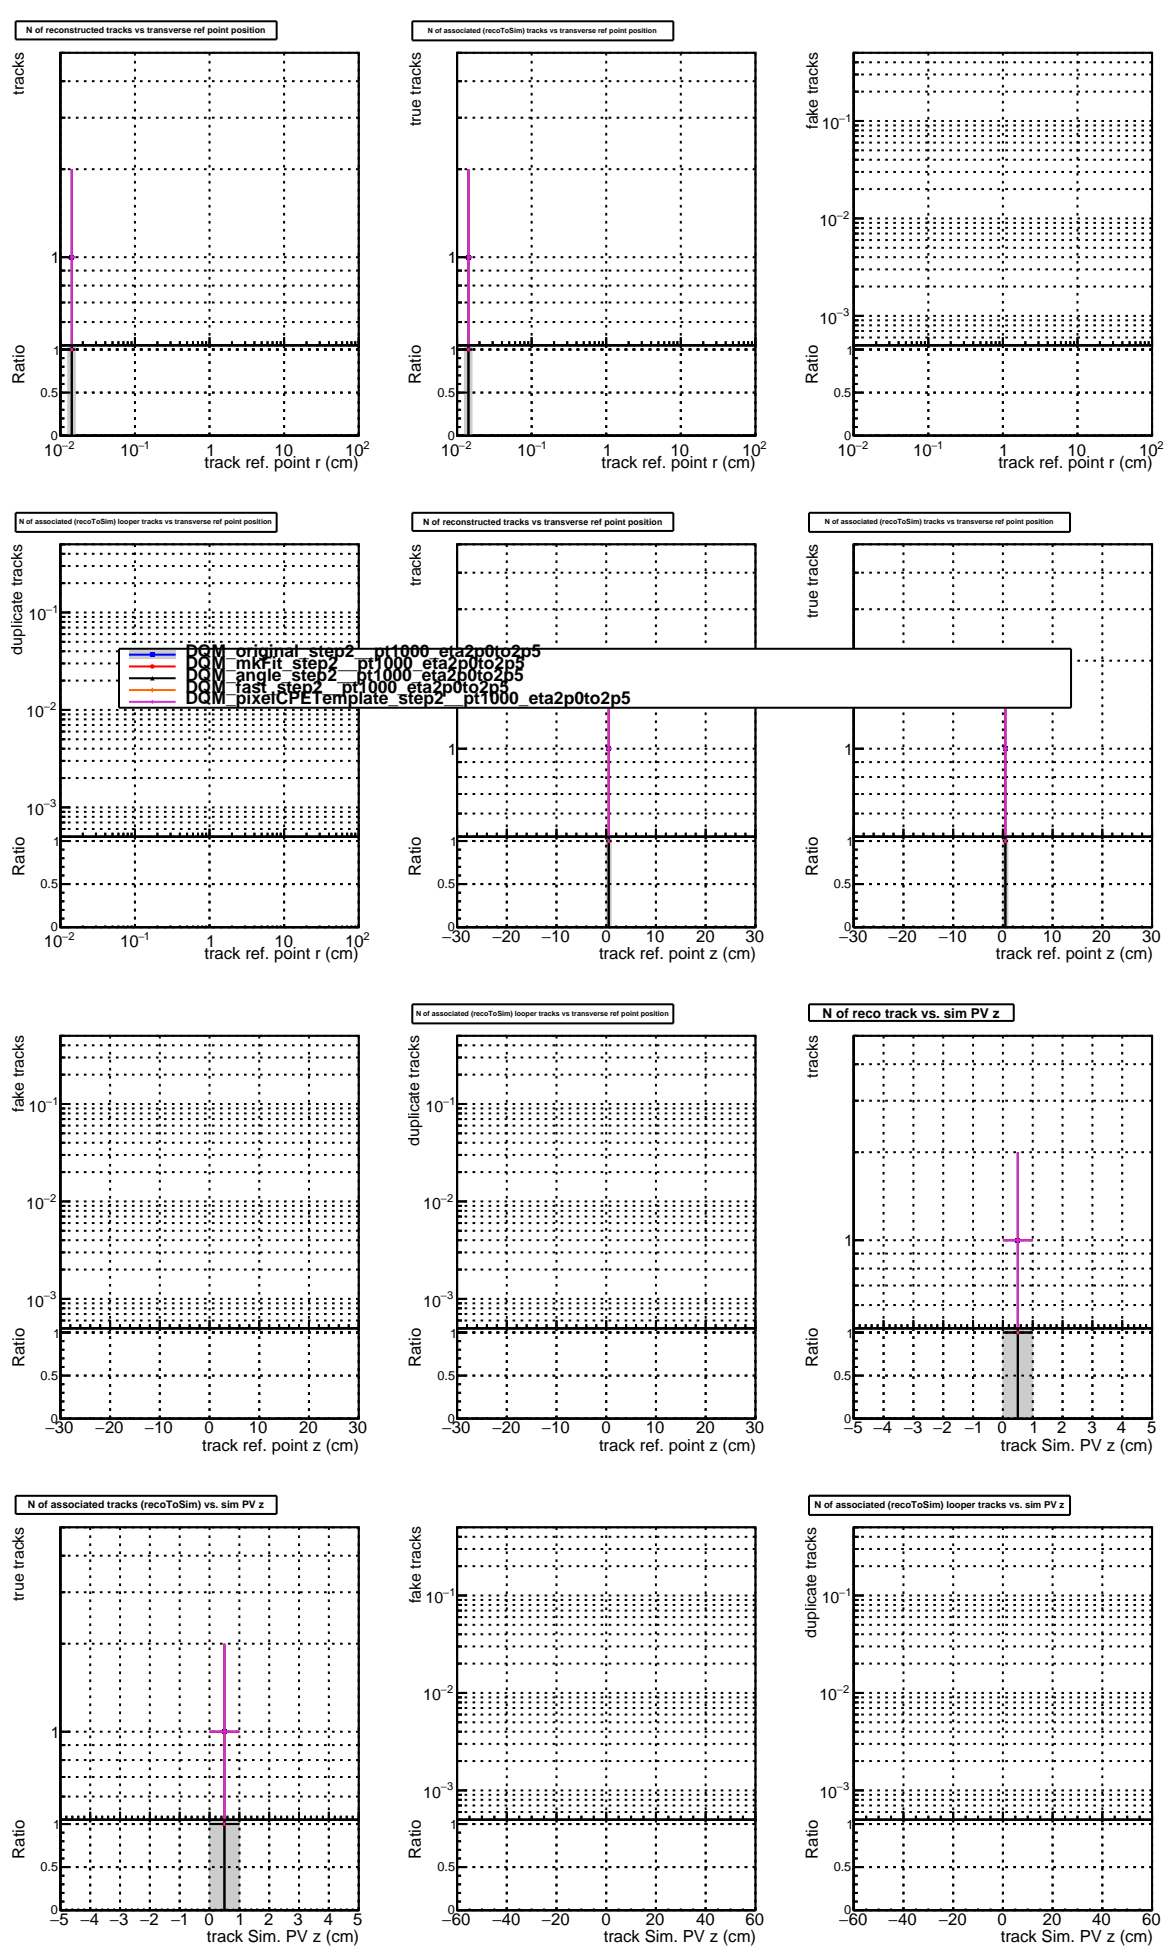 N of reconstructed tracks vs transverse ref point position
tracks
1
Ratio
1
0.5
0
10⁻² 10⁻¹ 1 10 10²
track ref. point r (cm)
N of associated (recoToSim) tracks vs transverse ref point position
true tracks
1
Ratio
1
0.5
0
10⁻² 10⁻¹ 1 10 10²
track ref. point r (cm)
fake tracks
10⁻¹
10⁻²
10⁻³
Ratio
1
0.5
0
10⁻² 10⁻¹ 1 10 10²
track ref. point r (cm)
N of associated (recoToSim) looper tracks vs transverse ref point position
duplicate tracks
10⁻¹
10⁻²
10⁻³
Ratio
1
0.5
0
10⁻² 10⁻¹ 1 10 10²
track ref. point r (cm)
N of reconstructed tracks vs transverse ref point position
tracks
1
Ratio
1
0.5
0
−30 −20 −10 0 10 20 30
track ref. point z (cm)
N of associated (recoToSim) tracks vs transverse ref point position
true tracks
1
Ratio
1
0.5
0
−30 −20 −10 0 10 20 30
track ref. point z (cm)
DQM_original_step2__pt1000_eta2p0to2p5
DQM_mkFit_step2__pt1000_eta2p0to2p5
DQM_angle_step2__pt1000_eta2p0to2p5
DQM_fast_step2__pt1000_eta2p0to2p5
DQM_pixelCPETemplate_step2__pt1000_eta2p0to2p5
fake tracks
10⁻¹
10⁻²
10⁻³
Ratio
1
0.5
0
−30 −20 −10 0 10 20 30
track ref. point z (cm)
N of associated (recoToSim) looper tracks vs transverse ref point position
duplicate tracks
10⁻¹
10⁻²
10⁻³
Ratio
1
0.5
0
−30 −20 −10 0 10 20 30
track ref. point z (cm)
N of reco track vs. sim PV z
tracks
1
Ratio
1
0.5
0
−5 −4 −3 −2 −1 0 1 2 3 4 5
track Sim. PV z (cm)
N of associated tracks (recoToSim) vs. sim PV z
true tracks
1
Ratio
1
0.5
0
−5 −4 −3 −2 −1 0 1 2 3 4 5
track Sim. PV z (cm)
fake tracks
10⁻¹
10⁻²
10⁻³
Ratio
1
0.5
0
−60 −40 −20 0 20 40 60
track Sim. PV z (cm)
N of associated (recoToSim) looper tracks vs. sim PV z
duplicate tracks
10⁻¹
10⁻²
10⁻³
Ratio
1
0.5
0
−60 −40 −20 0 20 40 60
track Sim. PV z (cm)